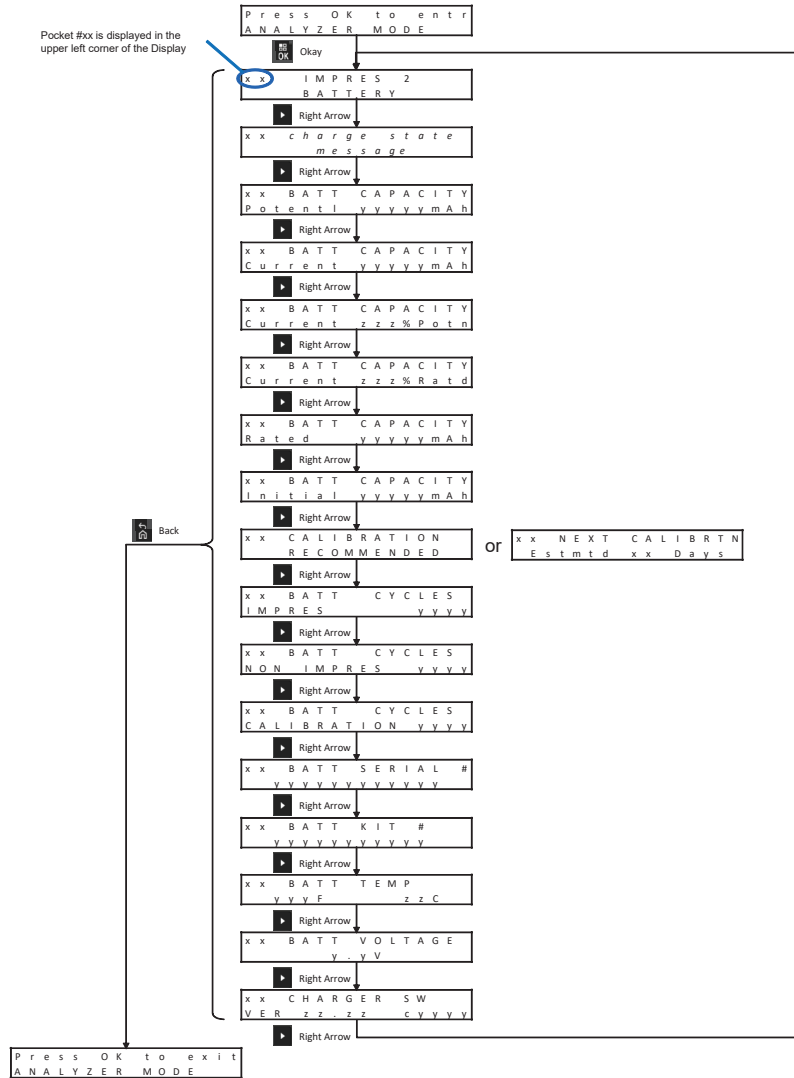 Press OK to entr
ANALYZER MODE
Pocket #xx is displayed in the
upper left corner of the Display
OK
Okay
xx IMPRES 2
BATTERY
Right Arrow
xx charge state
message
Right Arrow
xx BATT CAPACITY
Potentl yyyyymAh
Right Arrow
xx BATT CAPACITY
Current yyyyymAh
Right Arrow
xx BATT CAPACITY
Current zzz%Potn
Right Arrow
xx BATT CAPACITY
Current zzz%Ratd
Right Arrow
xx BATT CAPACITY
Rated yyyyymAh
Right Arrow
xx BATT CAPACITY
Initial yyyyymAh
Right Arrow
Back
xx CALIBRATION
RECOMMENDED
or
xx NEXT CALIBRTN
Estmtd xx Days
Right Arrow
xx BATT CYCLES
IMPRES yyyy
Right Arrow
xx BATT CYCLES
NON IMPRES yyyy
Right Arrow
xx BATT CYCLES
CALIBRATION yyyy
Right Arrow
xx BATT SERIAL #
yyyyyyyyyyyy
Right Arrow
xx BATT KIT #
yyyyyyyyyyy
Right Arrow
xx BATT TEMP
yyyF zzC
Right Arrow
xx BATT VOLTAGE
y.yV
Right Arrow
xx CHARGER SW
VER zz.zz cyyyy
Right Arrow
Press OK to exit
ANALYZER MODE